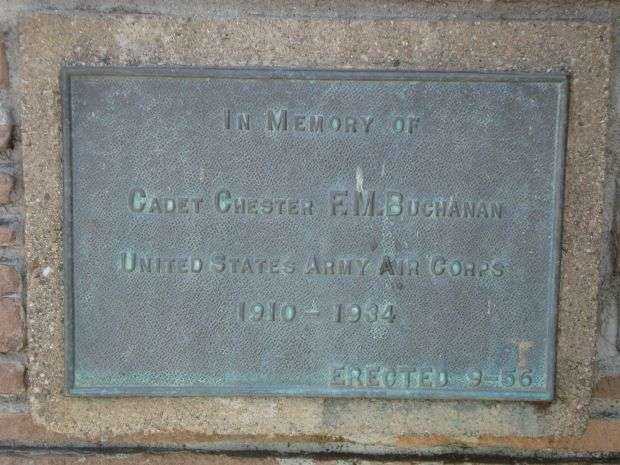 In Memory of
Cadet Chester F.M. Buchanan
United States Army Air Corps
1910 – 1934
Erected 9-56